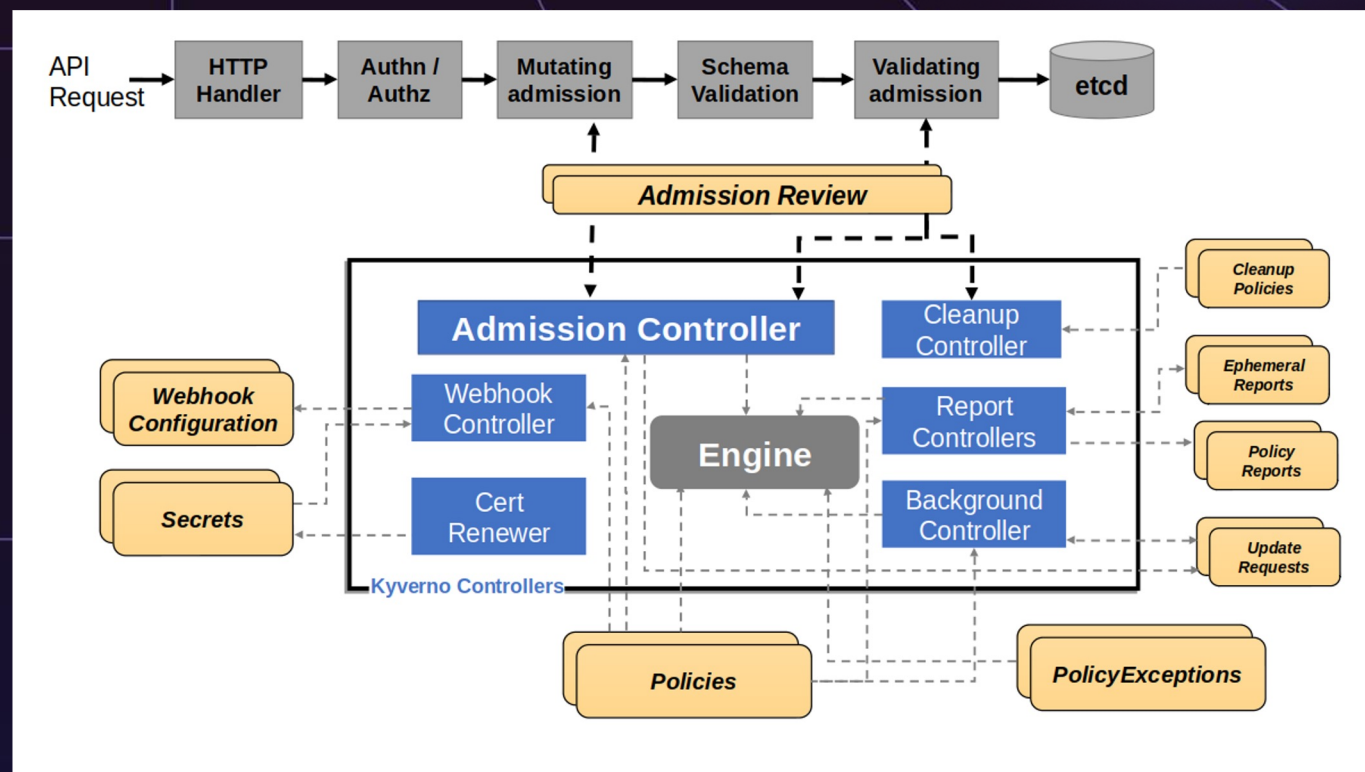 API
Request
HTTP
Handler
Authn /
Authz
Mutating
admission
Schema
Validation
Validating
admission
etcd
Admission Review
Admission Controller
Cleanup
Controller
Cleanup
Policies
Webhook
Configuration
Webhook
Controller
Engine
Report
Controllers
Ephemeral
Reports
Policy
Reports
Secrets
Cert
Renewer
Background
Controller
Update
Requests
Kyverno Controllers
Policies
PolicyExceptions